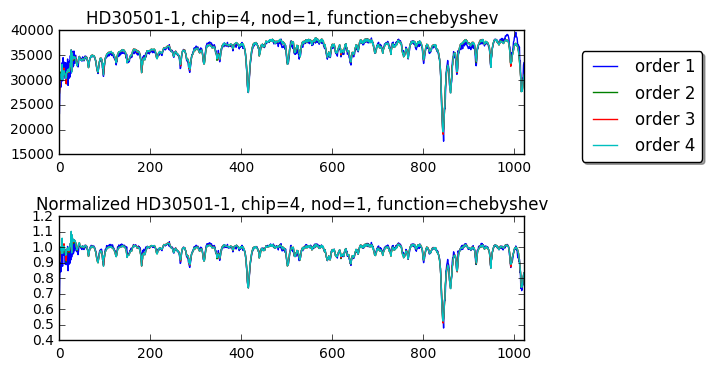 HD30501-1, chip=4, nod=1, function=chebyshev
40000
35000
30000
25000
20000
15000
0 200 400 600 800 1000
order 1
order 2
order 3
order 4
Normalized HD30501-1, chip=4, nod=1, function=chebyshev
1.2
1.1
1.0
0.9
0.8
0.7
0.6
0.5
0.4
0 200 400 600 800 1000